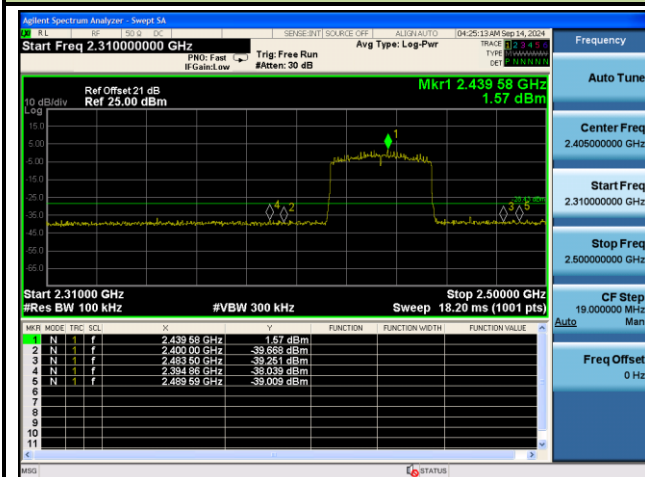 Agilent Spectrum Analyzer - Swept SA
RL RF 50 Ω DC SENSE:INT SOURCE OFF ALIGN AUTO 04:25:13 AM Sep 14, 2024
Start Freq 2.310000000 GHz
PNO: Fast
IFGain:Low
Trig: Free Run
#Atten: 30 dB
Avg Type: Log-Pwr
TRACE 1 2 3 4 5 6
TYPE M
DET P N N N N N
Ref Offset 21 dB
10 dB/div Ref 25.00 dBm
Log
Mkr1 2.439 58 GHz
1.57 dBm
15.0
5.00
-5.00
-15.0
-25.0
-35.0
-45.0
-55.0
-65.0
1
4 2
3 5
Start 2.31000 GHz
#Res BW 100 kHz
#VBW 300 kHz
Stop 2.50000 GHz
Sweep 18.20 ms (1001 pts)
MKR MODE TRC SCL X Y FUNCTION FUNCTION WIDTH FUNCTION VALUE
1 N 1 f 2.439 58 GHz 1.57 dBm
2 N 1 f 2.400 00 GHz -39.668 dBm
3 N 1 f 2.483 50 GHz -39.251 dBm
4 N 1 f 2.394 86 GHz -38.039 dBm
5 N 1 f 2.489 59 GHz -39.009 dBm
6
7
8
9
10
11
MSG STATUS
Frequency
Auto Tune
Center Freq
2.405000000 GHz
Start Freq
2.310000000 GHz
Stop Freq
2.500000000 GHz
CF Step
19.000000 MHz
Auto Man
Freq Offset
0 Hz